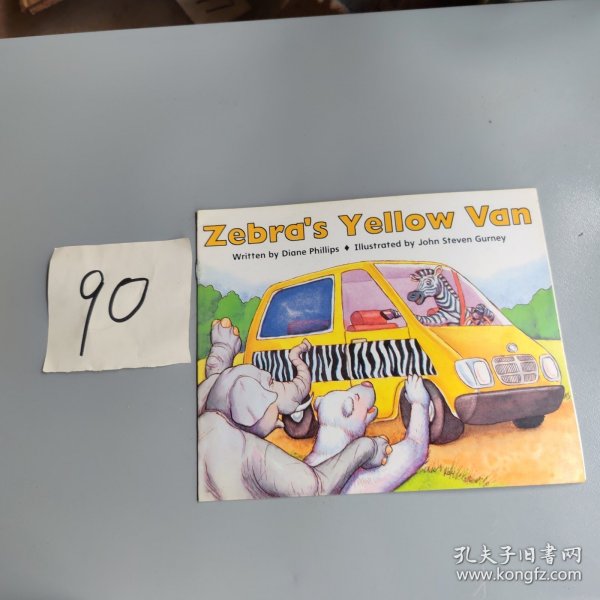 Zebra's Yellow Van
Written by Diane Phillips ♦ Illustrated by John Steven Gurney
90
孔夫子旧书网
www.kongfz.com